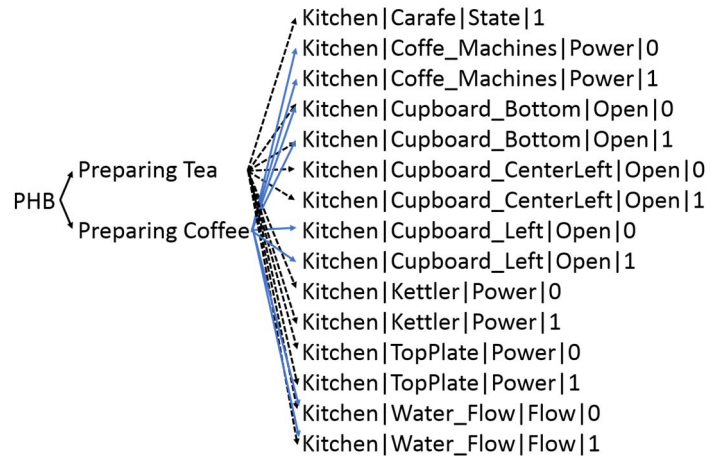 Kitchen|Carafe|State|1
Kitchen|Coffe_Machines|Power|0
Kitchen|Coffe_Machines|Power|1
Kitchen|Cupboard_Bottom|Open|0
Kitchen|Cupboard_Bottom|Open|1
Preparing Tea
Kitchen|Cupboard_CenterLeft|Open|0
PHB
Kitchen|Cupboard_CenterLeft|Open|1
Preparing Coffee
Kitchen|Cupboard_Left|Open|0
Kitchen|Cupboard_Left|Open|1
Kitchen|Kettler|Power|0
Kitchen|Kettler|Power|1
Kitchen|TopPlate|Power|0
Kitchen|TopPlate|Power|1
Kitchen|Water_Flow|Flow|0
Kitchen|Water_Flow|Flow|1